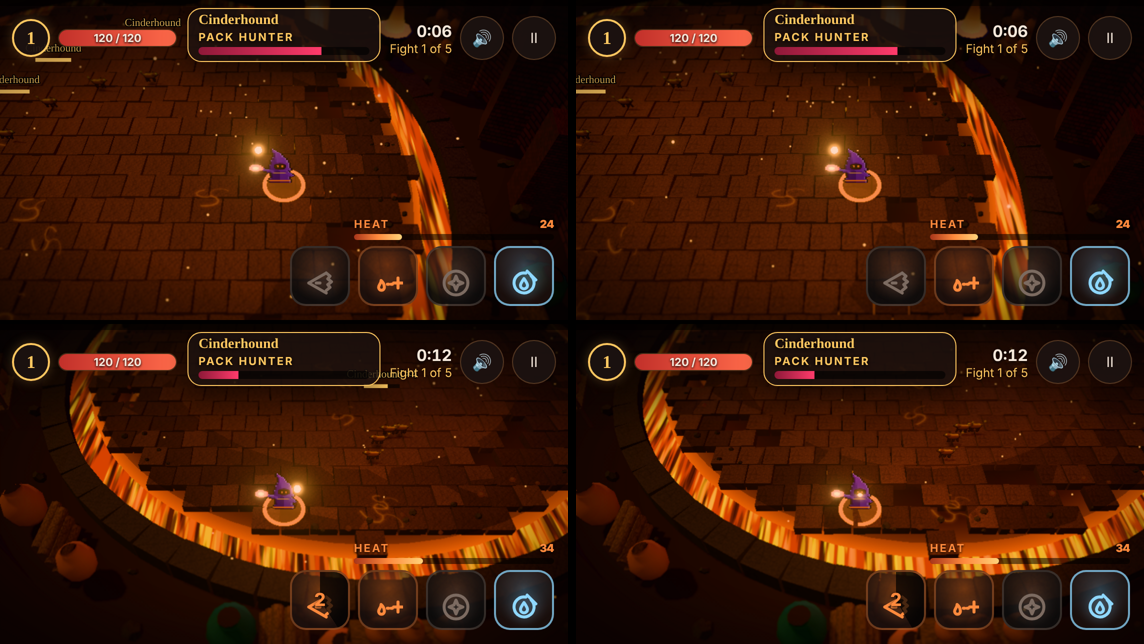 Cinderhound
1
120 / 120
Cinderhound
PACK HUNTER
0:06
Fight 1 of 5
erhound
derhound
HEAT
24
1
120 / 120
Cinderhound
PACK HUNTER
0:06
Fight 1 of 5
derhound
HEAT
24
1
120 / 120
Cinderhound
PACK HUNTER
0:12
Fight 1 of 5
HEAT
34
2
1
120 / 120
Cinderhound
PACK HUNTER
0:12
Fight 1 of 5
HEAT
34
2